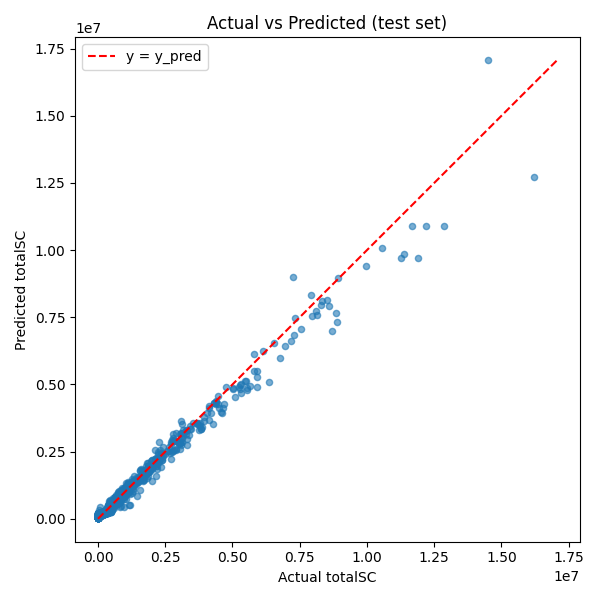 Actual vs Predicted (test set)
1e7
y = y_pred
1.75
1.50
1.25
1.00
0.75
0.50
0.25
0.00
Predicted totalSC
0.00 0.25 0.50 0.75 1.00 1.25 1.50 1.75
1e7
Actual totalSC